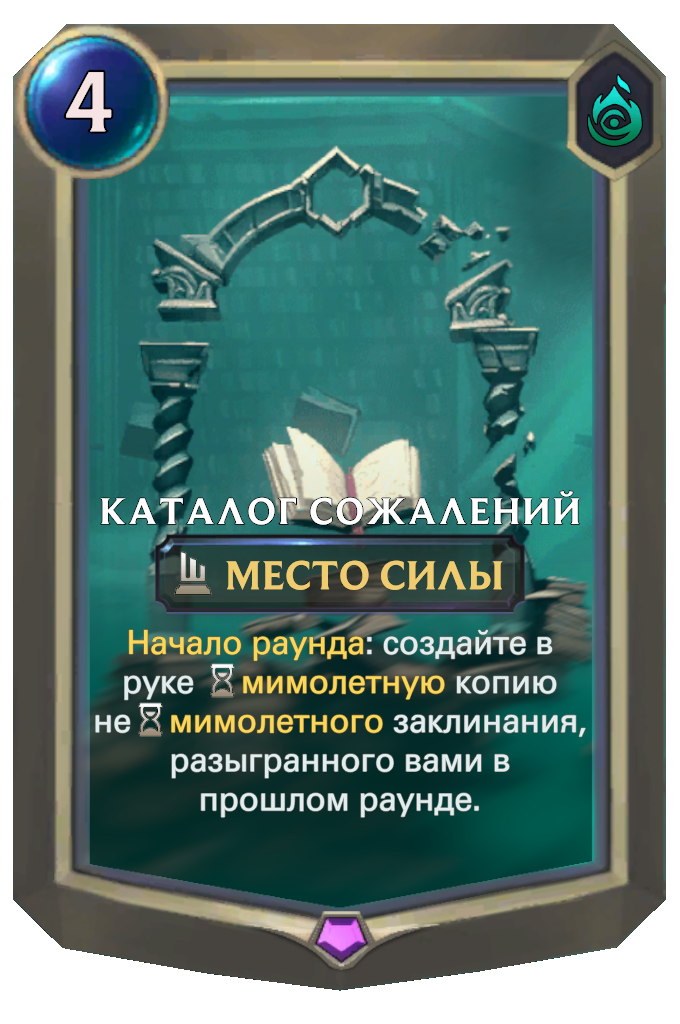 4
КАТАЛОГ СОЖАЛЕНИЙ
МЕСТО СИЛЫ
Начало раунда: создайте в
руке мимолетную копию
не мимолетного заклинания,
разыгранного вами в
прошлом раунде.